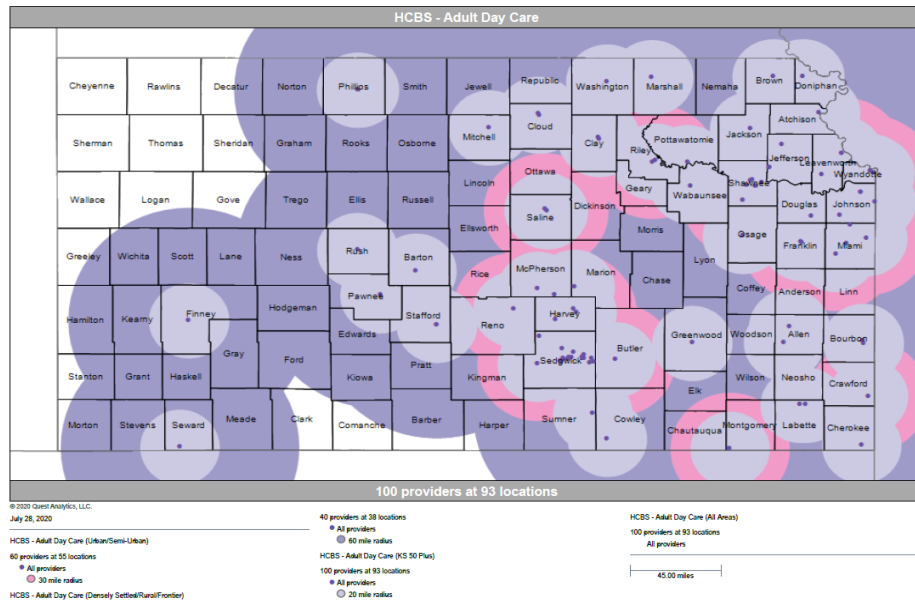 HCBS - Adult Day Care
Cheyenne Rawlins Decatur Norton Phillips Smith Jewell Republic Washington Marshall Nemaha Brown Doniphan
Sherman Thomas Sheridan Graham Rooks Osborne Mitchell Cloud Clay Riley Pottawatomie Jackson Atchison
Jefferson Leavenworth Wyandotte
Wallace Logan Gove Trego Ellis Russell Lincoln Ottawa Saline Dickinson Geary Wabaunsee Shawnee Douglas Johnson
Greeley Wichita Scott Lane Ness Rush Barton Ellsworth Rice McPherson Marion Morris Chase Lyon Osage Franklin Miami
Hamilton Kearny Finney Hodgeman Pawnee Stafford Reno Harvey Coffey Anderson Linn
Gray Ford Edwards Sedgwick Butler Greenwood Woodson Allen Bourbon
Stanton Grant Haskell Kiowa Pratt Kingman Elk Wilson Neosho Crawford
Morton Stevens Seward Meade Clark Comanche Barber Harper Sumner Cowley Chautauqua Montgomery Labette Cherokee
100 providers at 93 locations
© 2020 Quest Analytics, LLC.
July 28, 2020
HCBS - Adult Day Care (Urban/Semi-Urban)
60 providers at 55 locations
All providers
30 mile radius
HCBS - Adult Day Care (Densely Settled/Rural/Frontier)
40 providers at 38 locations
All providers
60 mile radius
HCBS - Adult Day Care (KS 50 Plus)
100 providers at 93 locations
All providers
20 mile radius
HCBS - Adult Day Care (All Areas)
100 providers at 93 locations
All providers
45.00 miles